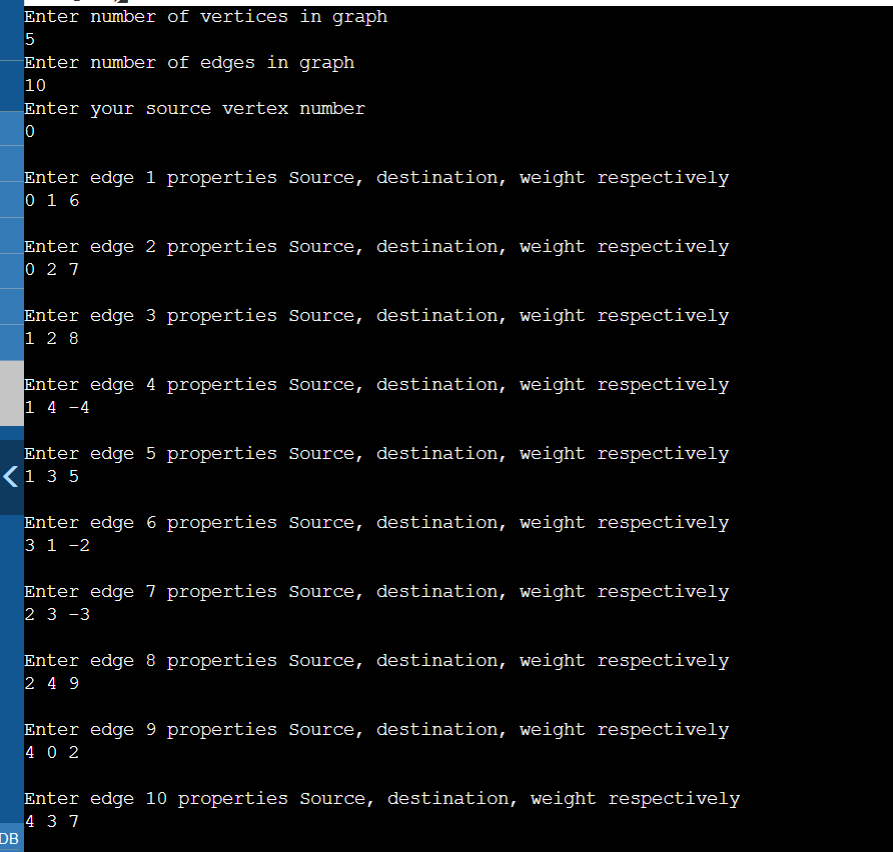 Enter number of vertices in graph
5
Enter number of edges in graph
10
Enter your source vertex number
0
Enter edge 1 properties Source, destination, weight respectively
0 1 6
Enter edge 2 properties Source, destination, weight respectively
0 2 7
Enter edge 3 properties Source, destination, weight respectively
1 2 8
Enter edge 4 properties Source, destination, weight respectively
1 4 -4
Enter edge 5 properties Source, destination, weight respectively
1 3 5
Enter edge 6 properties Source, destination, weight respectively
3 1 -2
Enter edge 7 properties Source, destination, weight respectively
2 3 -3
Enter edge 8 properties Source, destination, weight respectively
2 4 9
Enter edge 9 properties Source, destination, weight respectively
4 0 2
Enter edge 10 properties Source, destination, weight respectively
4 3 7
DB